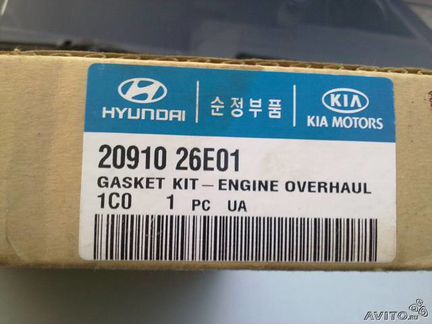 HYUNDAI
순정부품
KIA
KIA MOTORS
20910 26E01
GASKET KIT – ENGINE OVERHAUL
1C0 1 PC UA
AVITO.ru